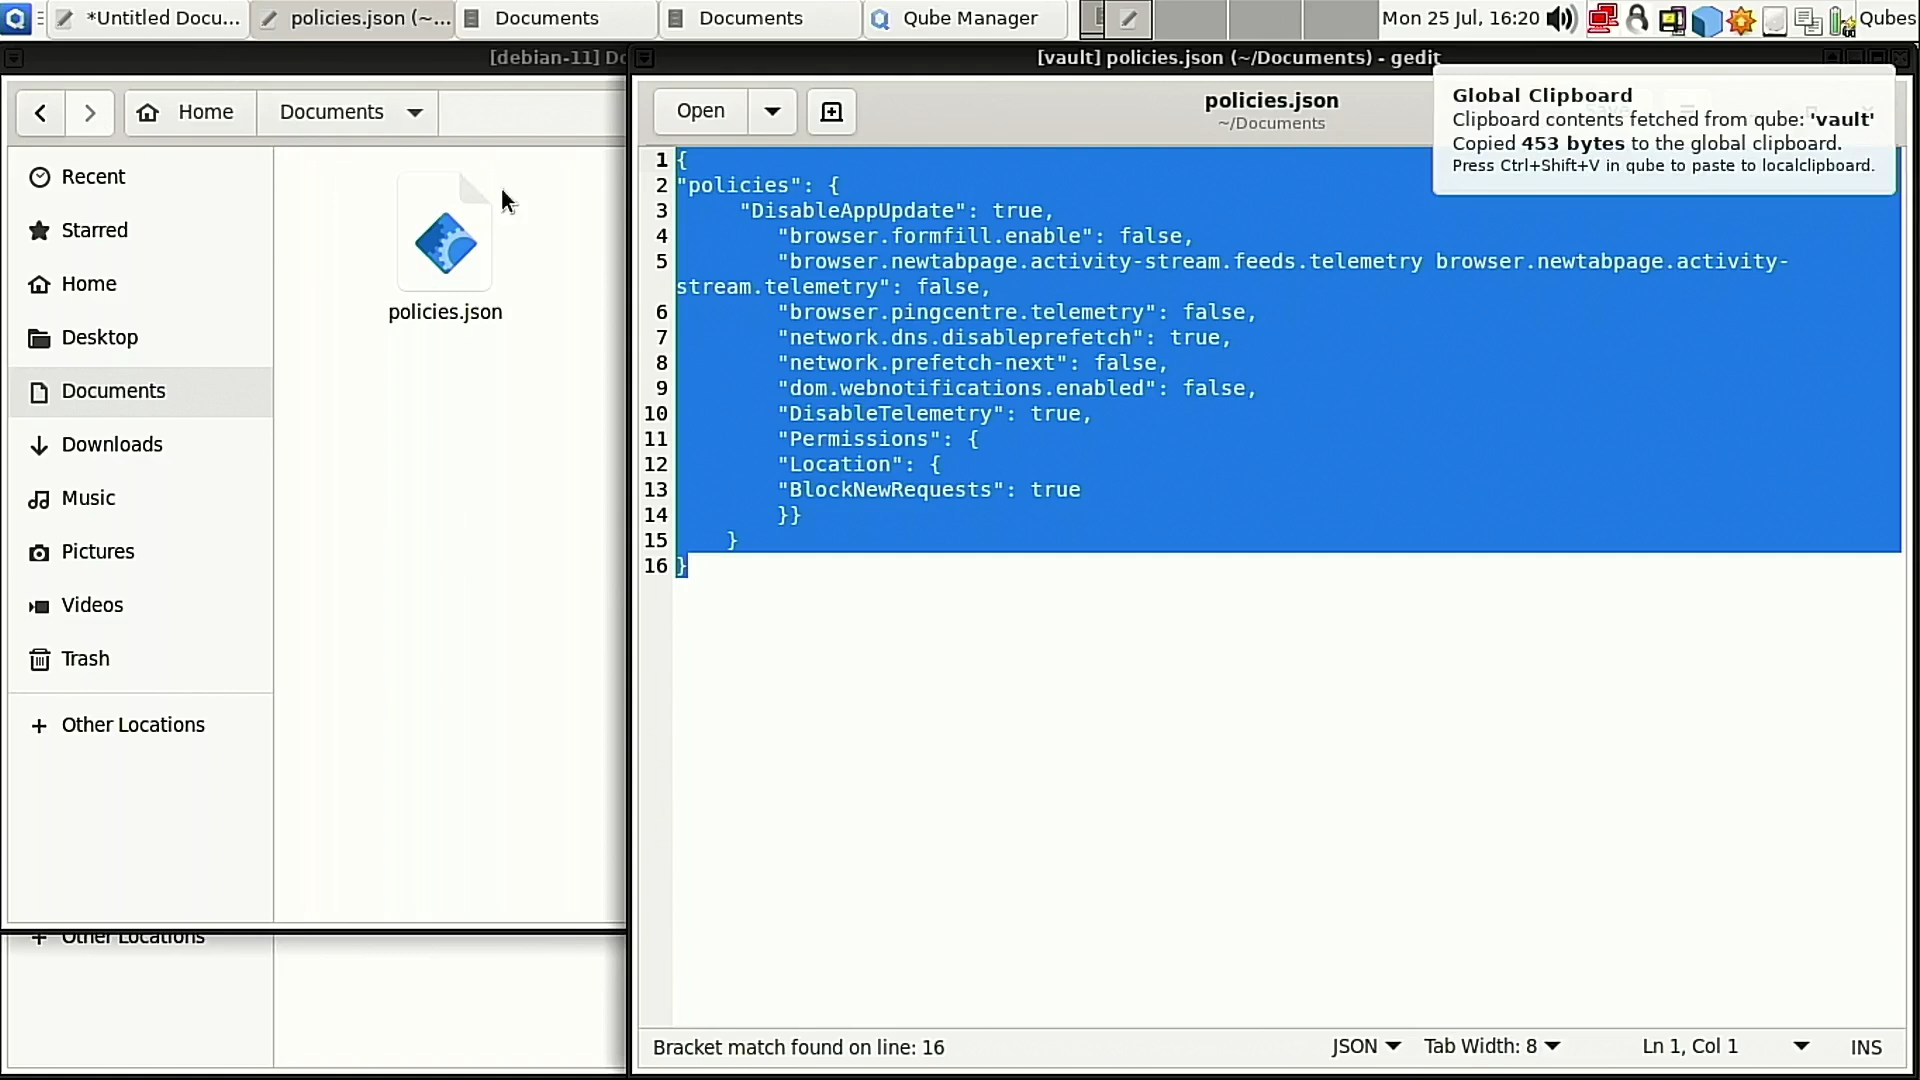 *Untitled Docu...
policies.json (~...
Documents
Documents
Qube Manager
Mon 25 Jul, 16:20
Qubes
[debian-11] Do
[vault] policies.json (~/Documents) - gedit
Home
Documents
Recent
Starred
Home
Desktop
Documents
Downloads
Music
Pictures
Videos
Trash
Other Locations
Other Locations
policies.json
Open
policies.json
~/Documents
Global Clipboard
Clipboard contents fetched from qube: 'vault'
Copied 453 bytes to the global clipboard.
Press Ctrl+Shift+V in qube to paste to localclipboard.
1 {
2 "policies": {
3 "DisableAppUpdate": true,
4 "browser.formfill.enable": false,
5 "browser.newtabpage.activity-stream.feeds.telemetry browser.newtabpage.activity-
stream.telemetry": false,
6 "browser.pingcentre.telemetry": false,
7 "network.dns.disableprefetch": true,
8 "network.prefetch-next": false,
9 "dom.webnotifications.enabled": false,
10 "DisableTelemetry": true,
11 "Permissions": {
12 "Location": {
13 "BlockNewRequests": true
14 }}
15 }
16 }
Bracket match found on line: 16
JSON
Tab Width: 8
Ln 1, Col 1
INS